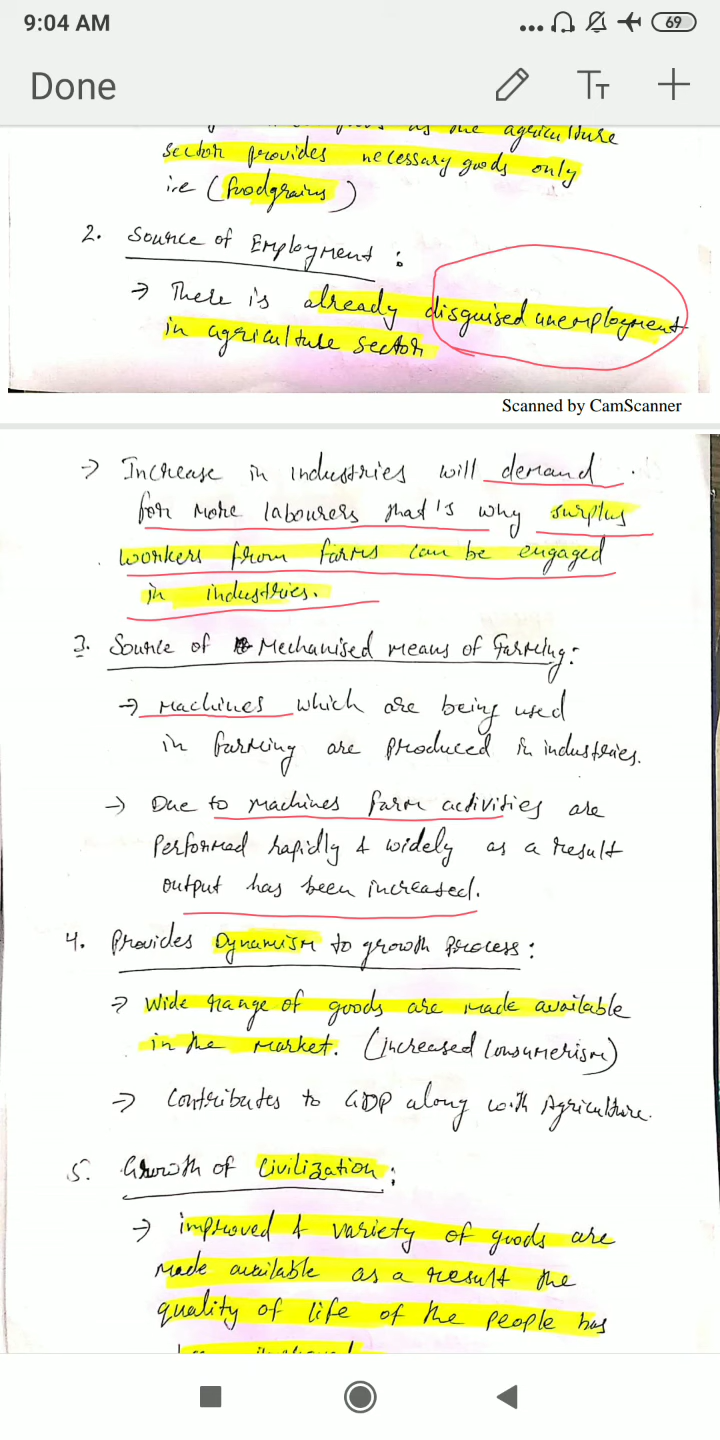 9:04 AM
69
Done
TT
as the agriculture
sector provides necessary goods only
i.e (foodgrains)
2. Source of Employment :
→ There is already disguised unemployment
in agriculture sector
Scanned by CamScanner
→ Increase in industries will demand
for more labourers that's why surplus
workers from farms can be engaged
in industries.
3. Source of Mechanised means of farming:
→ Machines which are being used
in farming are produced in industries.
→ Due to machines farm activities are
performed rapidly & widely as a result
output has been increased.
4. Provides Dynamism to growth process :
→ Wide range of goods are made available
in the market. (increased consumerism)
→ Contributes to GDP along with Agriculture.
5. Growth of Civilization :
→ improved & variety of goods are
made available as a result the
quality of life of the people has